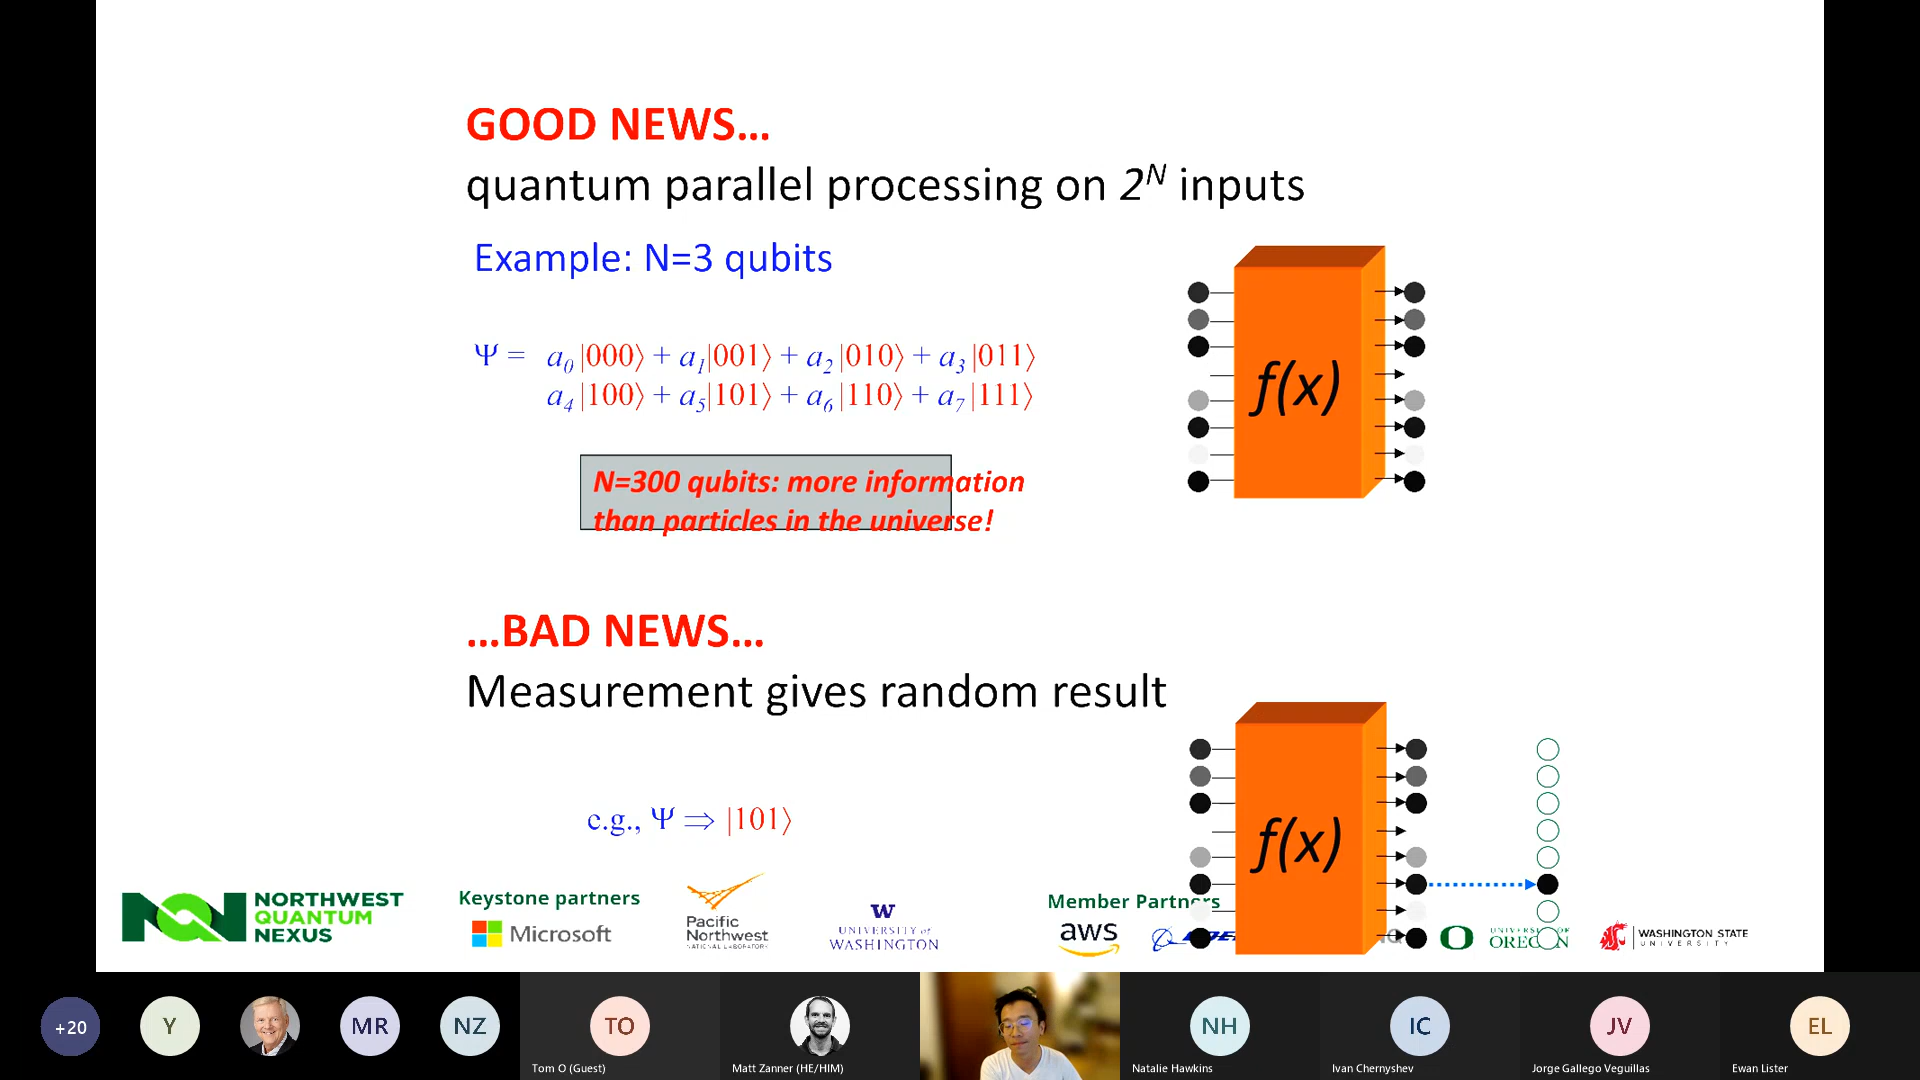 GOOD NEWS…
quantum parallel processing on 2^N inputs
Example: N=3 qubits
Ψ = a0|000⟩ + a1|001⟩ + a2|010⟩ + a3|011⟩
a4|100⟩ + a5|101⟩ + a6|110⟩ + a7|111⟩
f(x)
N=300 qubits: more information
than particles in the universe!
…BAD NEWS…
Measurement gives random result
e.g., Ψ ⇒ |101⟩
f(x)
NORTHWEST
QUANTUM
NEXUS
Keystone partners
Microsoft
Pacific
Northwest
NATIONAL LABORATORY
W
UNIVERSITY of
WASHINGTON
Member Partners
aws
O
OREGON
WASHINGTON STATE
UNIVERSITY
+20
Y
MR
NZ
TO
Tom O (Guest)
Matt Zanner (HE/HIM)
NH
Natalie Hawkins
IC
Ivan Chernyshev
JV
Jorge Gallego Veguillas
EL
Ewan Lister